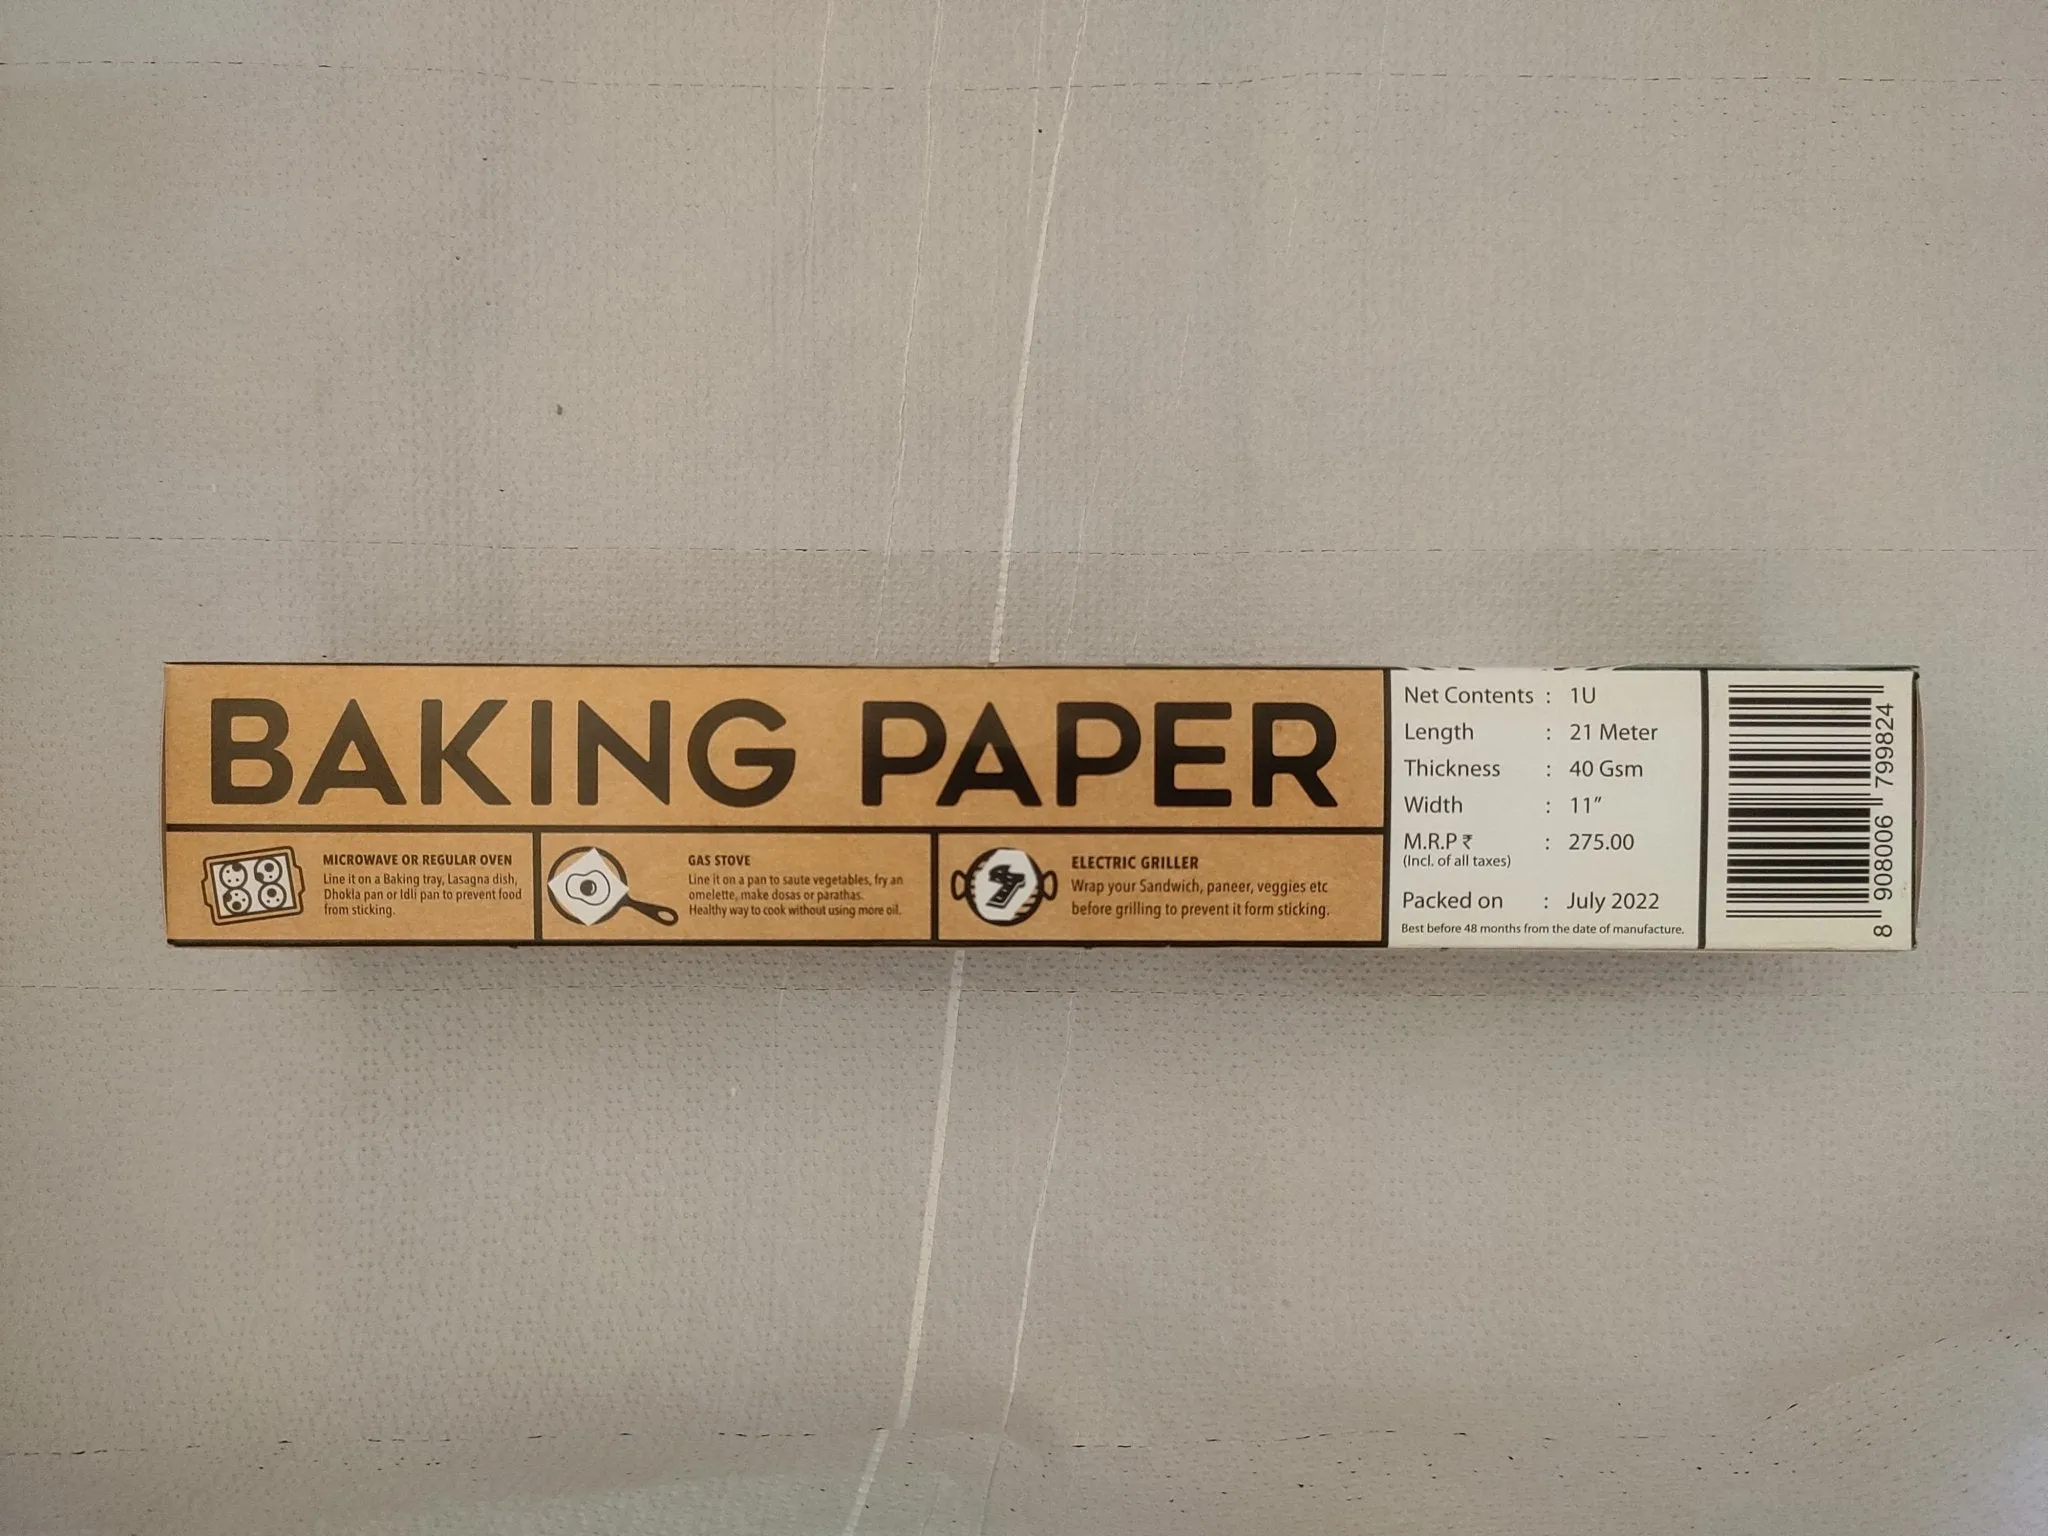 BAKING PAPER
MICROWAVE OR REGULAR OVEN
Line it on a Baking tray, Lasagna dish,
Dhokla pan or Idli pan to prevent food
from sticking.
GAS STOVE
Line it on a pan to saute vegetables, fry an
omelette, make dosas or parathas.
Healthy way to cook without using more oil.
ELECTRIC GRILLER
Wrap your Sandwich, paneer, veggies etc
before grilling to prevent it form sticking.
Net Contents : 1U
Length : 21 Meter
Thickness : 40 Gsm
Width : 11”
M.R.P ₹ : 275.00
(Incl. of all taxes)
Packed on : July 2022
Best before 48 months from the date of manufacture.
8 908006 799824